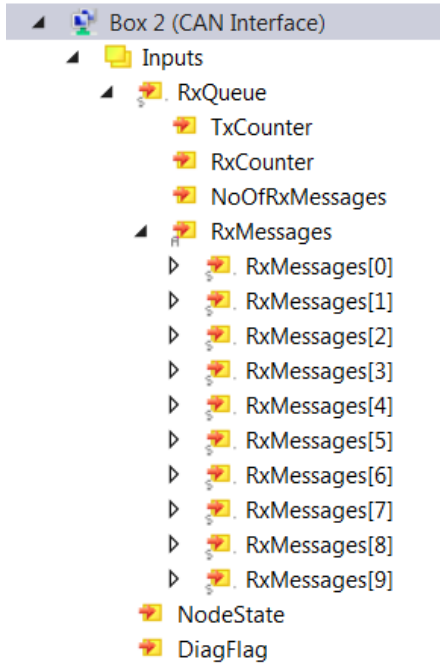 Box 2 (CAN Interface)
Inputs
RxQueue
TxCounter
RxCounter
NoOfRxMessages
RxMessages
RxMessages[0]
RxMessages[1]
RxMessages[2]
RxMessages[3]
RxMessages[4]
RxMessages[5]
RxMessages[6]
RxMessages[7]
RxMessages[8]
RxMessages[9]
NodeState
DiagFlag